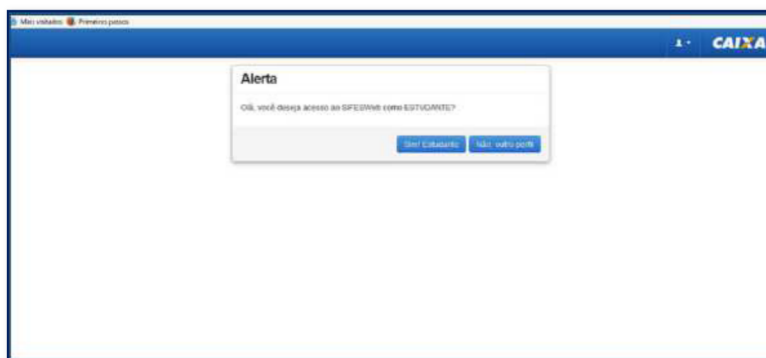 Mais visitados Primeiros passos
CAIXA
Alerta
Olá, você deseja acesso ao SIFESWeb como ESTUDANTE?
Sim! Estudante Não, outro perfil